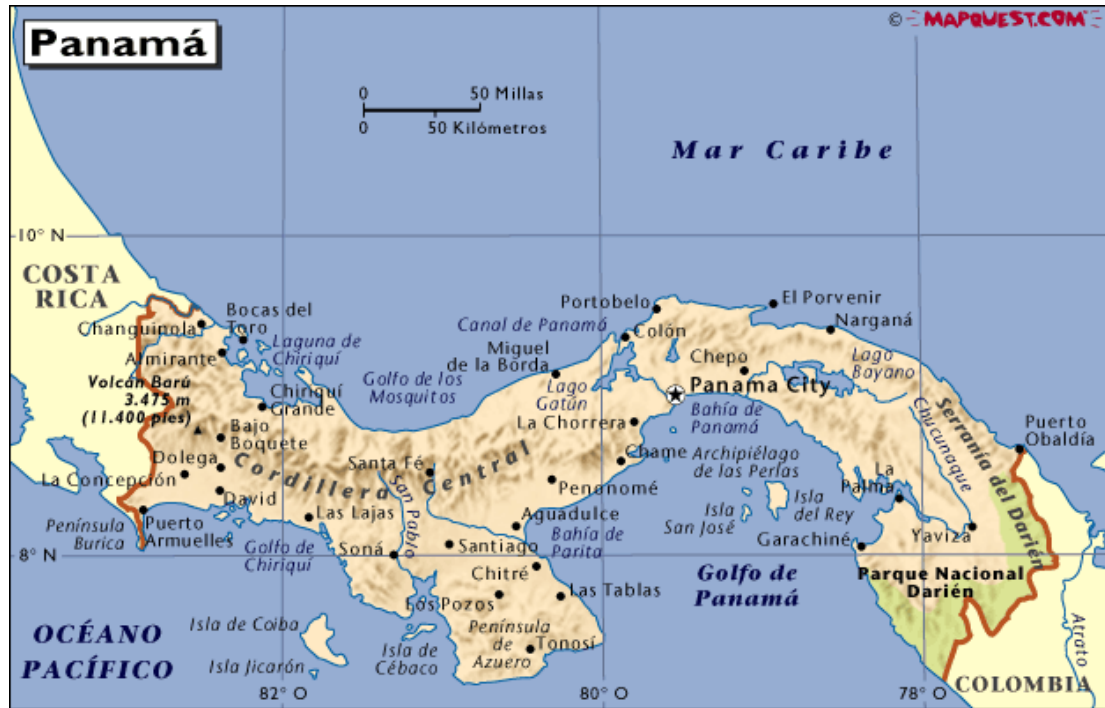 Panamá
© MAPQUEST.COM
0 50 Millas
0 50 Kilómetros
Mar Caribe
10° N
COSTA
RICA
Changuinola
Bocas del
Toro
Almirante
Laguna de
Chiriquí
Volcán Barú
3.475 m
(11.400 pies)
Chiriquí
Grande
Golfo de los
Mosquitos
Bajo
Boquete
Dolega
La Concepción
David
Cordillera Central
Santa Fé
San Pablo
Las Lajas
Península
Burica
Puerto
Armuelles
Golfo de
Chiriquí
Soná
Portobelo
Canal de Panamá
Colón
Miguel
de la Borda
Lago
Gatún
El Porvenir
Narganá
Chepo
Lago
Bayano
Panama City
La Chorrera
Bahía de
Panamá
Chame
Archipiélago
de las Perlas
Penonomé
Aguadulce
Bahía de
Parita
Isla
San José
Isla
del Rey
La
Palma
Chucunaque
Serranía del Darién
Puerto
Obaldía
Garachiné
Yaviza
8° N
Santiago
Chitré
Los Pozos
Las Tablas
Golfo de
Panamá
Parque Nacional
Darién
OCÉANO
PACÍFICO
Isla de Coiba
Isla Jicarón
Isla de
Cébaco
Península
de
Azuero
Tonosí
Atrato
COLOMBIA
82° O
80° O
78° O